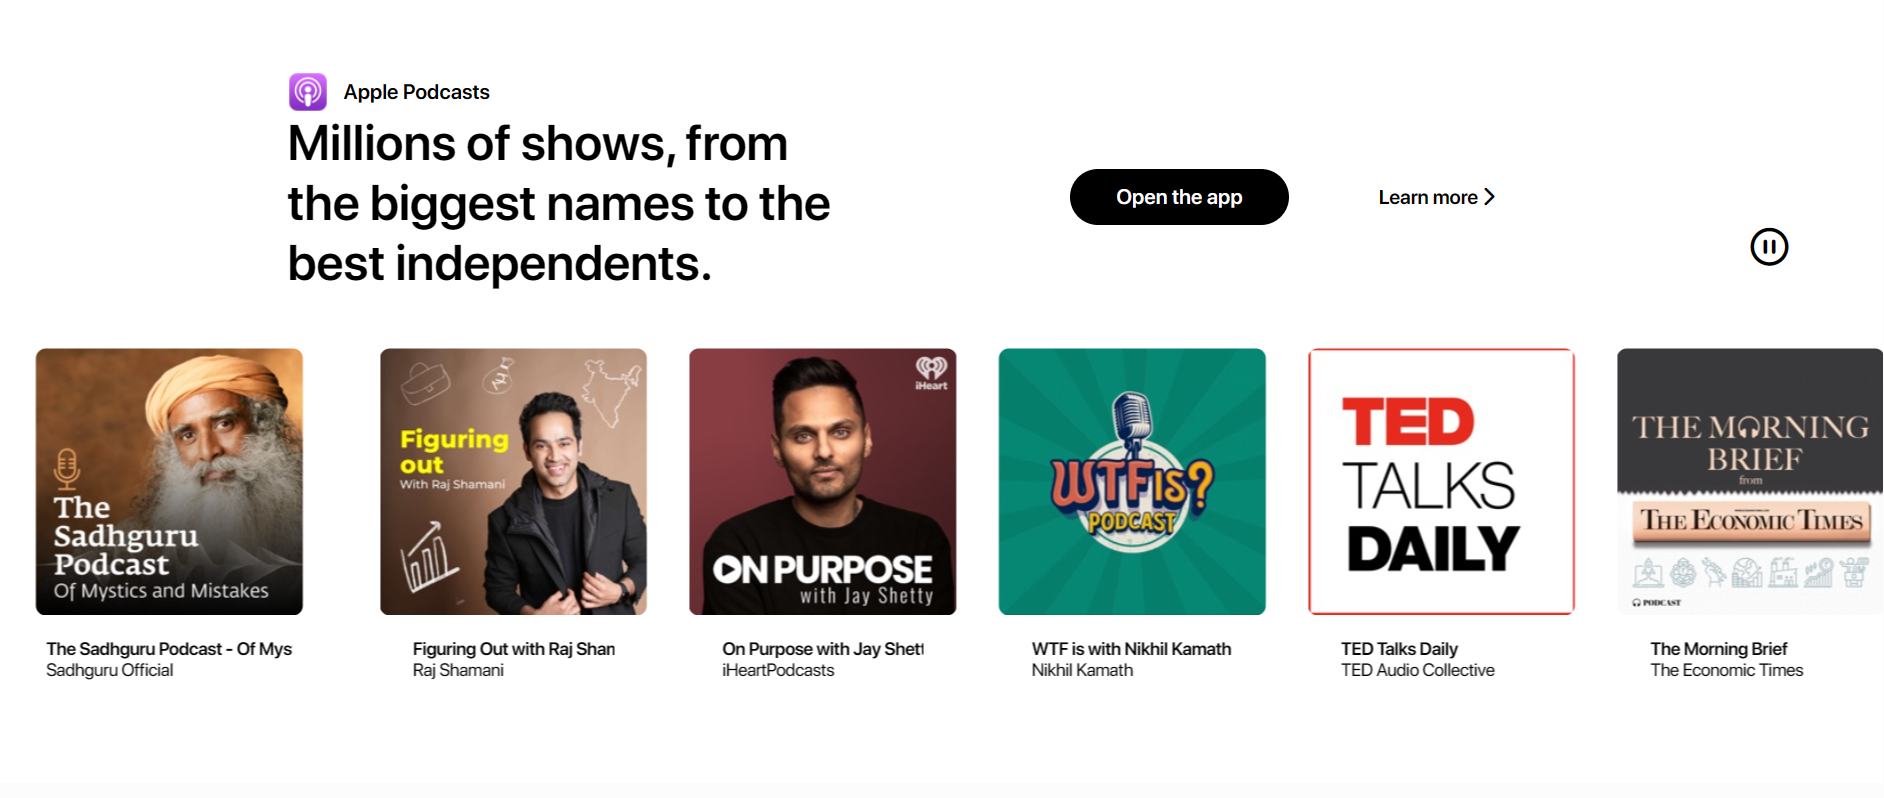 Apple Podcasts
Millions of shows, from
the biggest names to the
best independents.
Open the app
Learn more
The
Sadhguru
Podcast
Of Mystics and Mistakes
The Sadhguru Podcast - Of Mys
Sadhguru Official
Figuring
out
With Raj Shamani
Figuring Out with Raj Shan
Raj Shamani
iHeart
ON PURPOSE
with Jay Shetty
On Purpose with Jay Shett
iHeartPodcasts
WTF IS?
PODCAST
WTF is with Nikhil Kamath
Nikhil Kamath
TED
TALKS
DAILY
TED Talks Daily
TED Audio Collective
THE MORNING
BRIEF
from
THE ECONOMIC TIMES
PODCAST
The Morning Brief
The Economic Times